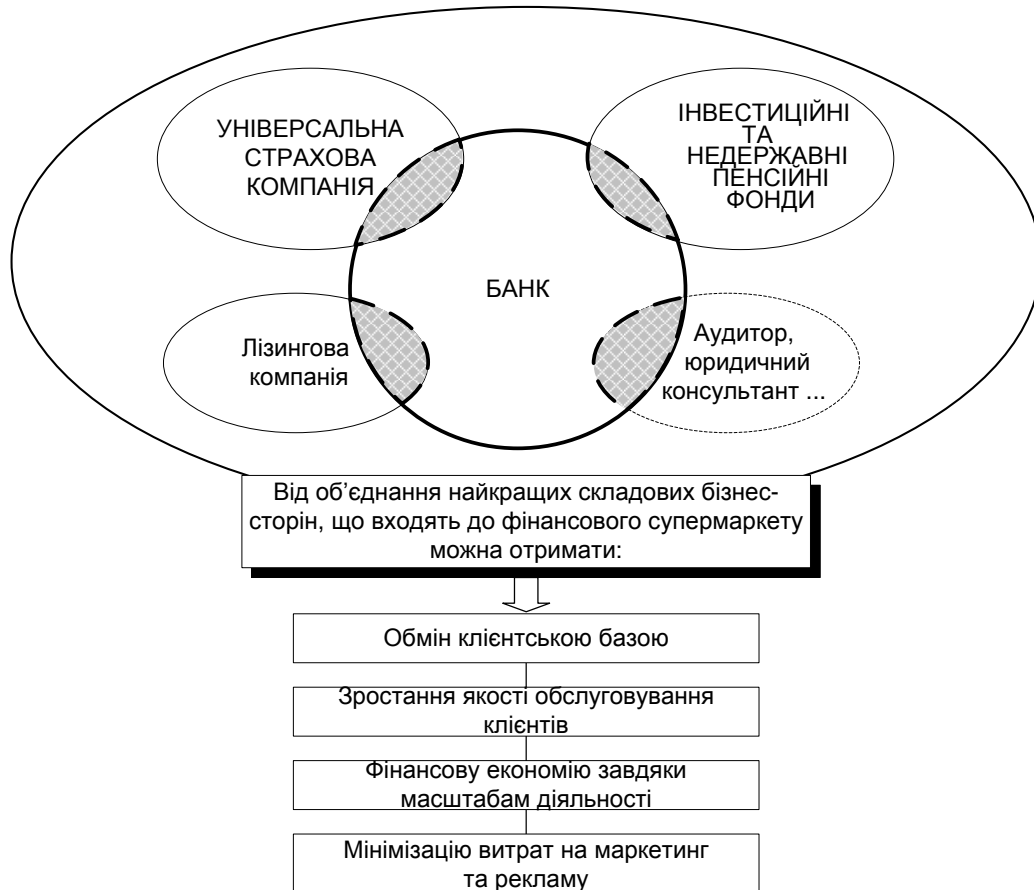 УНІВЕРСАЛЬНА
СТРАХОВА
КОМПАНІЯ
ІНВЕСТИЦІЙНІ
ТА
НЕДЕРЖАВНІ
ПЕНСІЙНІ
ФОНДИ
БАНК
Лізингова
компанія
Аудитор,
юридичний
консультант ...
Від об’єднання найкращих складових бізнес-
сторін, що входять до фінансового супермаркету
можна отримати:
Обмін клієнтською базою
Зростання якості обслуговування
клієнтів
Фінансову економію завдяки
масштабам діяльності
Мінімізацію витрат на маркетинг
та рекламу